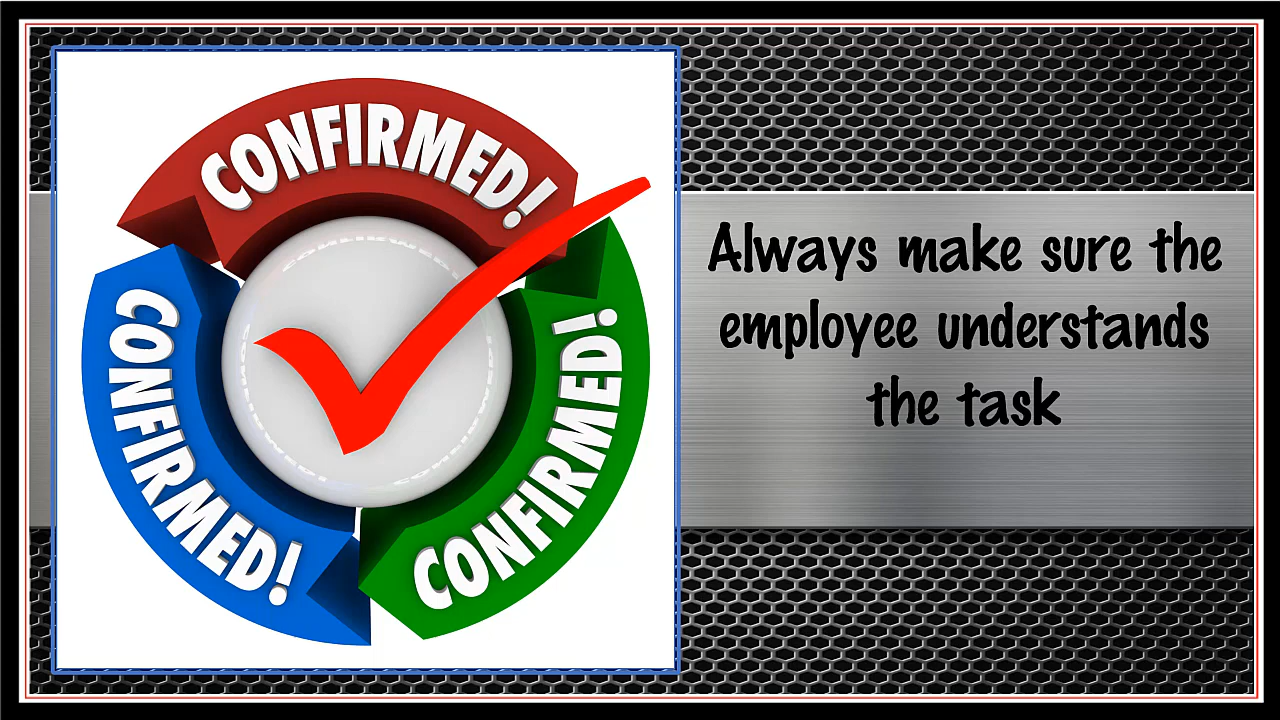 CONFIRMED!
CONFIRMED!
CONFIRMED!
Always make sure the
employee understands
the task